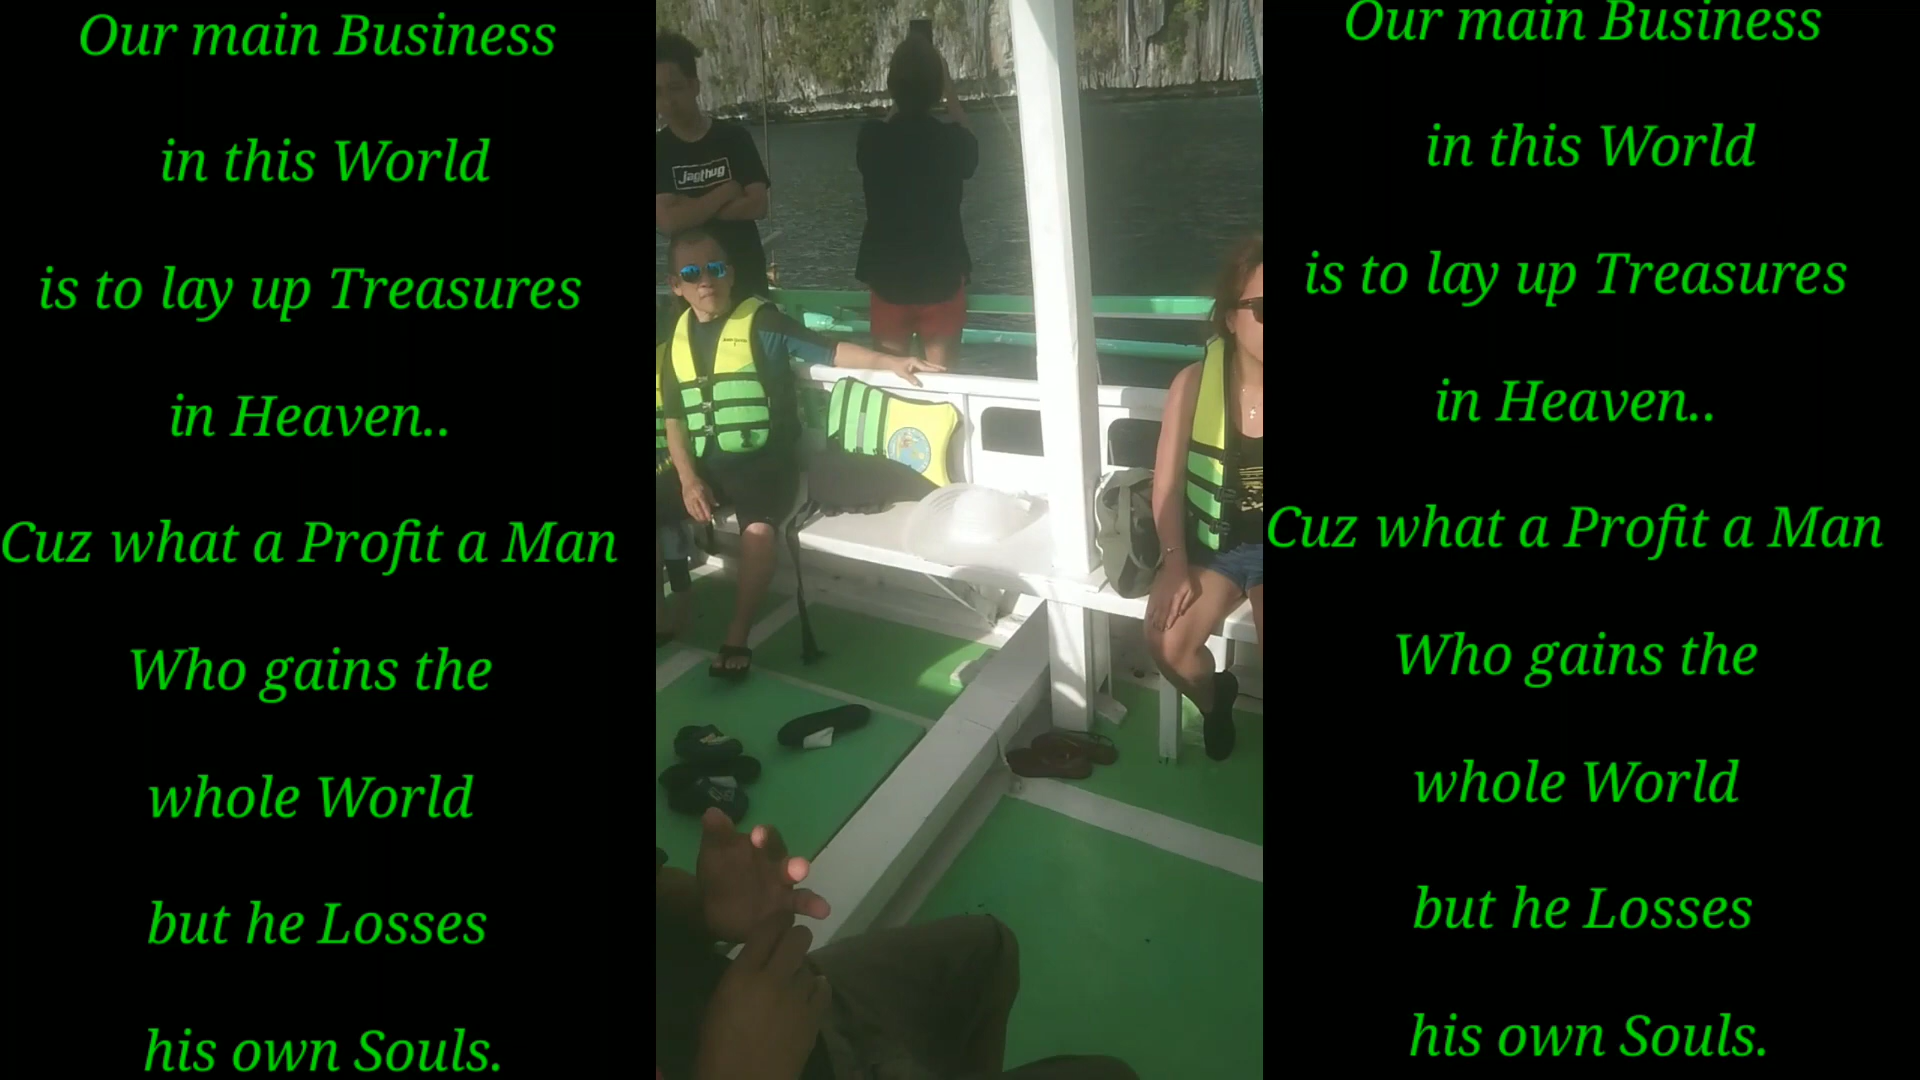 Our main Business
in this World
is to lay up Treasures
in Heaven..
Cuz what a Profit a Man
Who gains the
whole World
but he Losses
his own Souls.
Jagthug
Our main Business
in this World
is to lay up Treasures
in Heaven..
Cuz what a Profit a Man
Who gains the
whole World
but he Losses
his own Souls.